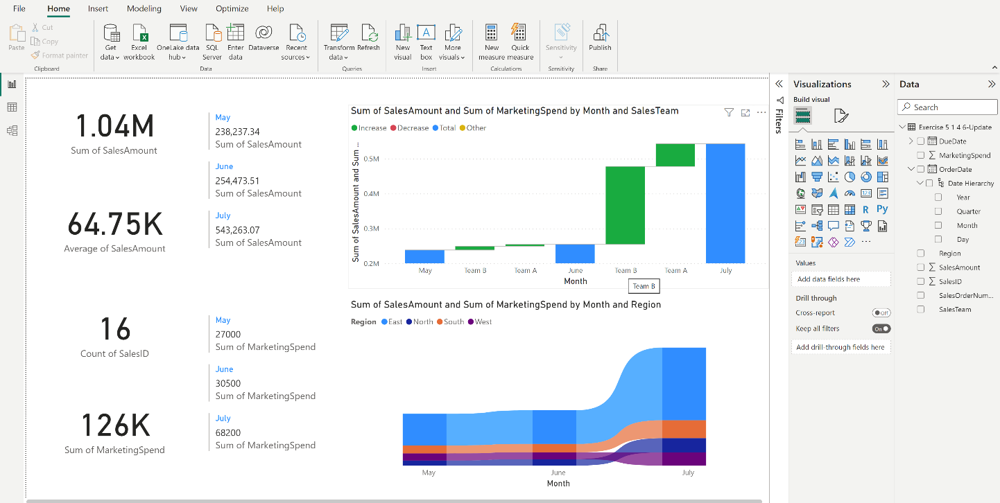 File Home Insert Modeling View Optimize Help
Paste
Cut
Copy
Format painter
Clipboard
Get
data
Excel
workbook
OneLake data
hub
SQL
Server
Enter
data
Dataverse
Recent
sources
Data
Transform
data
Refresh
Queries
New
visual
Text
box
More
visuals
Insert
New
measure
Quick
measure
Calculations
Sensitivity
Sensitivity
Publish
Share
1.04M
Sum of SalesAmount
May
238,237.34
Sum of SalesAmount
June
254,473.51
Sum of SalesAmount
64.75K
Average of SalesAmount
July
543,263.07
Sum of SalesAmount
16
Count of SalesID
May
27000
Sum of MarketingSpend
June
30500
Sum of MarketingSpend
126K
Sum of MarketingSpend
July
68200
Sum of MarketingSpend
Sum of SalesAmount and Sum of MarketingSpend by Month and SalesTeam
Increase Decrease Total Other
Sum of SalesAmount and Sum ...
0.5M
0.4M
0.3M
0.2M
May Team B Team A June Team B Team A July
Month
Team B
Sum of SalesAmount and Sum of MarketingSpend by Month and Region
Region East North South West
May June July
Month
Filters
Visualizations
Build visual
R Py
123
A
Values
Add data fields here
Drill through
Cross-report Off
Keep all filters On
Add drill-through fields here
Data
Search
Exercise 5 1 4 6-Update
DueDate
MarketingSpend
OrderDate
Date Hierarchy
Year
Quarter
Month
Day
Region
SalesAmount
SalesID
SalesOrderNum...
SalesTeam